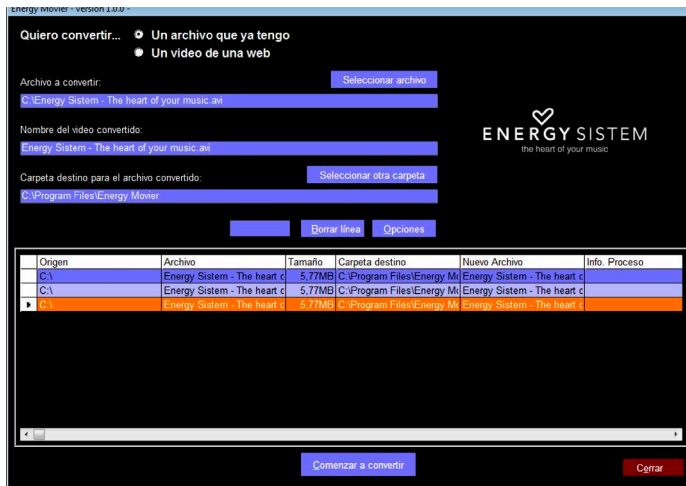 Energy Movier - Version 1.0.0 -
Quiero convertir...
Un archivo que ya tengo
Un video de una web
Archivo a convertir:
Seleccionar archivo
C:\Energy Sistem - The heart of your music.avi
Nombre del video convertido:
Energy Sistem - The heart of your music.avi
ENERGY SISTEM
the heart of your music
Carpeta destino para el archivo convertido:
Seleccionar otra carpeta
C:\Program Files\Energy Movier
Borrar línea
Opciones
Origen Archivo Tamaño Carpeta destino Nuevo Archivo Info. Proceso
C:\ Energy Sistem - The heart c 5,77MB C:\Program Files\Energy Mo Energy Sistem - The heart c
C:\ Energy Sistem - The heart c 5,77MB C:\Program Files\Energy Mo Energy Sistem - The heart c
C:\ Energy Sistem - The heart c 5,77MB C:\Program Files\Energy Mo Energy Sistem - The heart c
Comenzar a convertir
Cerrar